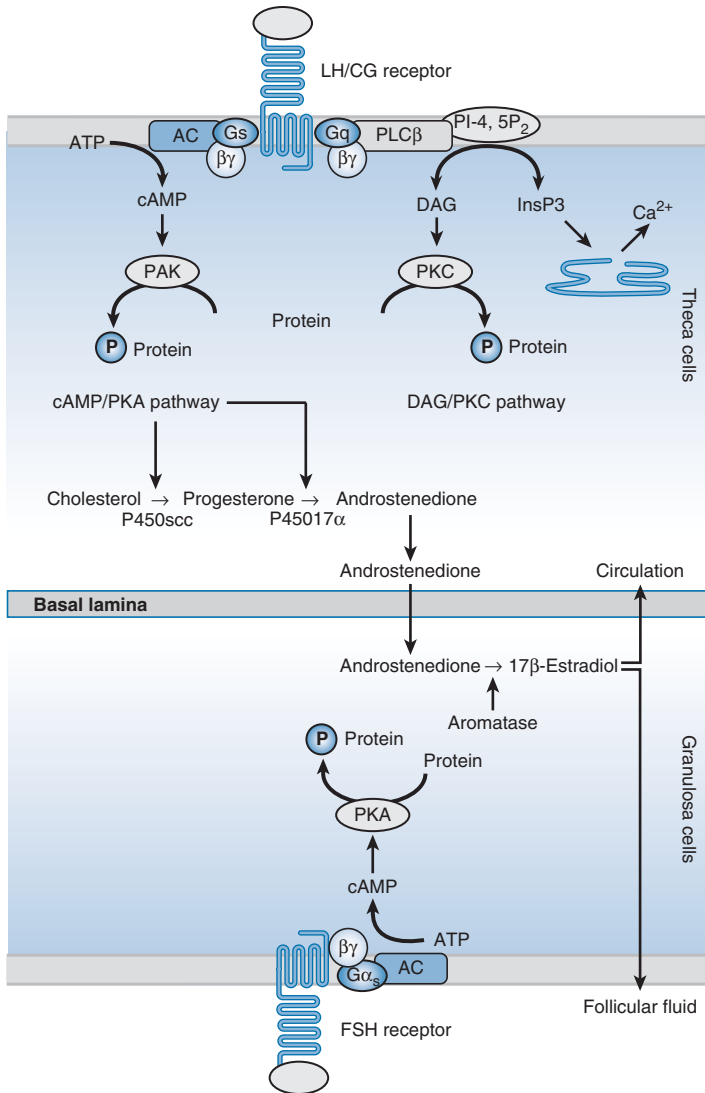 LH/CG receptor
ATP
AC
Gs
βγ
Gq
βγ
PLCβ
PI-4, 5P₂
cAMP
DAG
InsP3
Ca²⁺
PAK
PKC
Theca cells
Protein
P Protein
P Protein
cAMP/PKA pathway
DAG/PKC pathway
Cholesterol → Progesterone → Androstenedione
P450scc
P45017α
Androstenedione
Circulation
Basal lamina
Androstenedione → 17β-Estradiol
Aromatase
P Protein
Protein
PKA
Granulosa cells
cAMP
ATP
βγ
Gαₛ
AC
Follicular fluid
FSH receptor